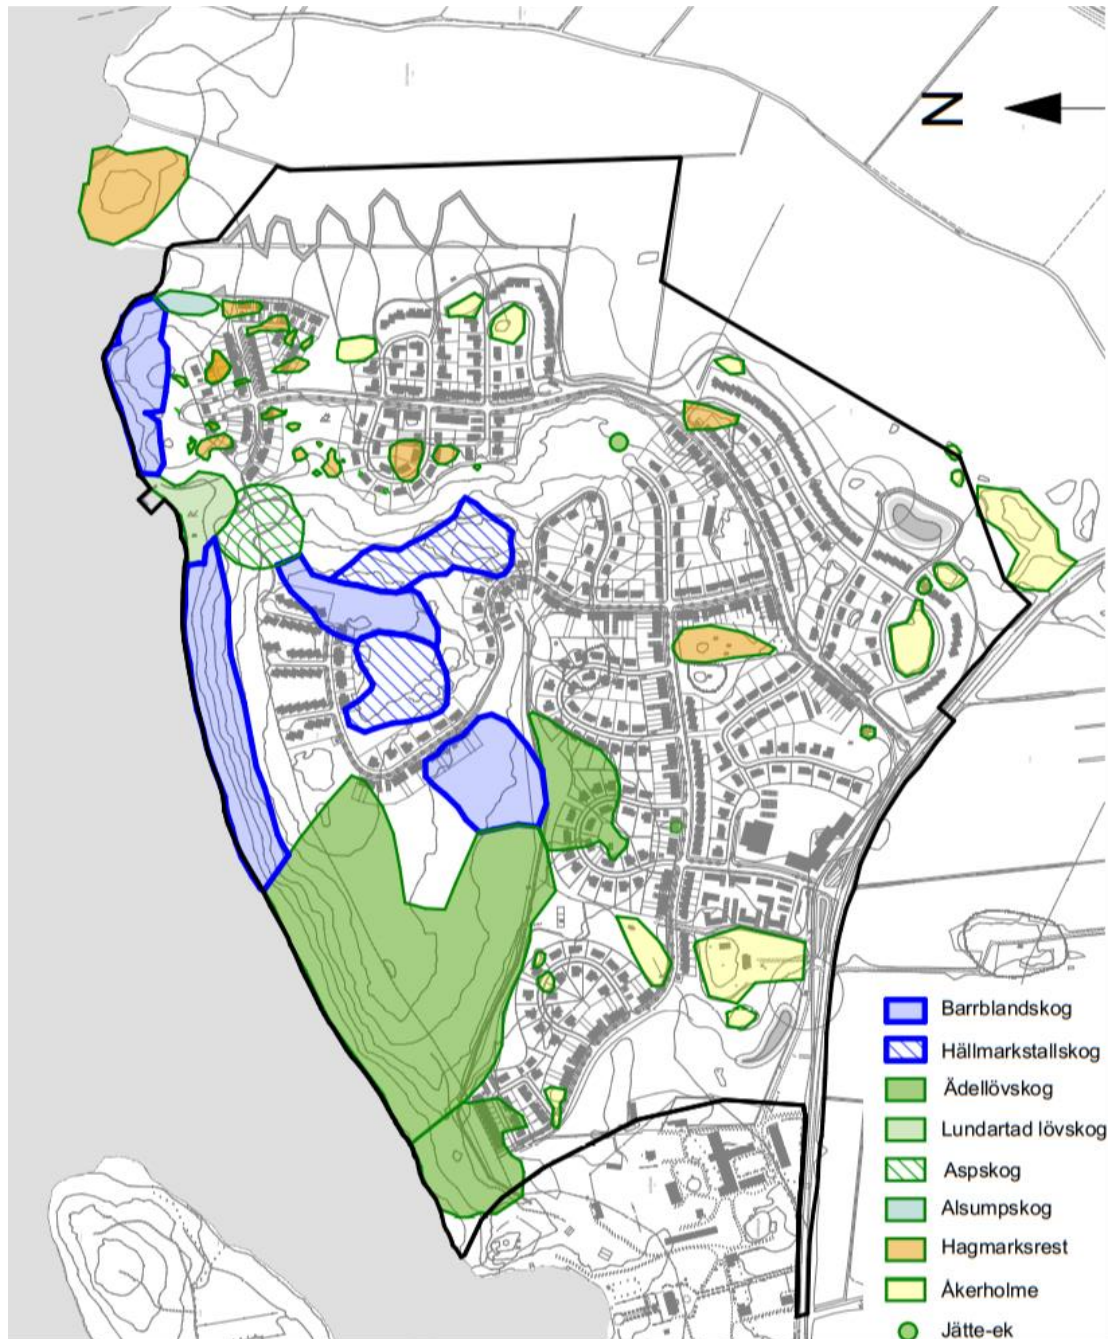 N
Barrblandskog
Hällmarkstallskog
Ädellövskog
Lundartad lövskog
Aspskog
Alsumpskog
Hagmarksrest
Åkerholme
Jätte-ek